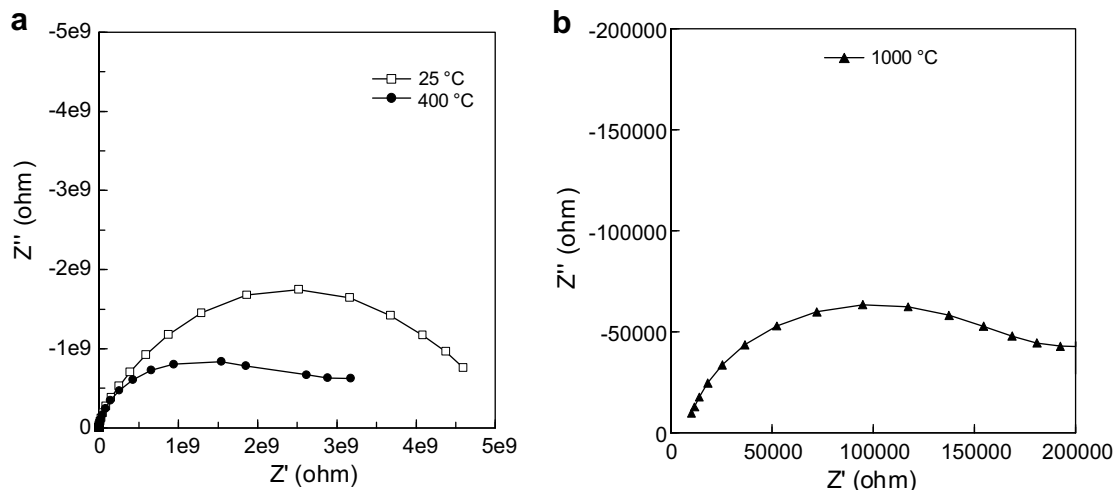 a
-5e9
-4e9
-3e9
-2e9
-1e9
0
Z'' (ohm)
25 °C
400 °C
0
1e9
2e9
3e9
4e9
5e9
Z' (ohm)
b
-200000
-150000
-100000
-50000
0
Z'' (ohm)
1000 °C
0
50000
100000
150000
200000
Z' (ohm)